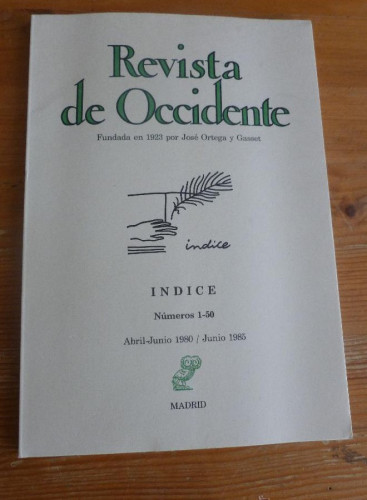 Revista
de Occidente
Fundada en 1923 por José Ortega y Gasset
indice
INDICE
Números 1-50
Abril-Junio 1980 / Junio 1985
MADRID